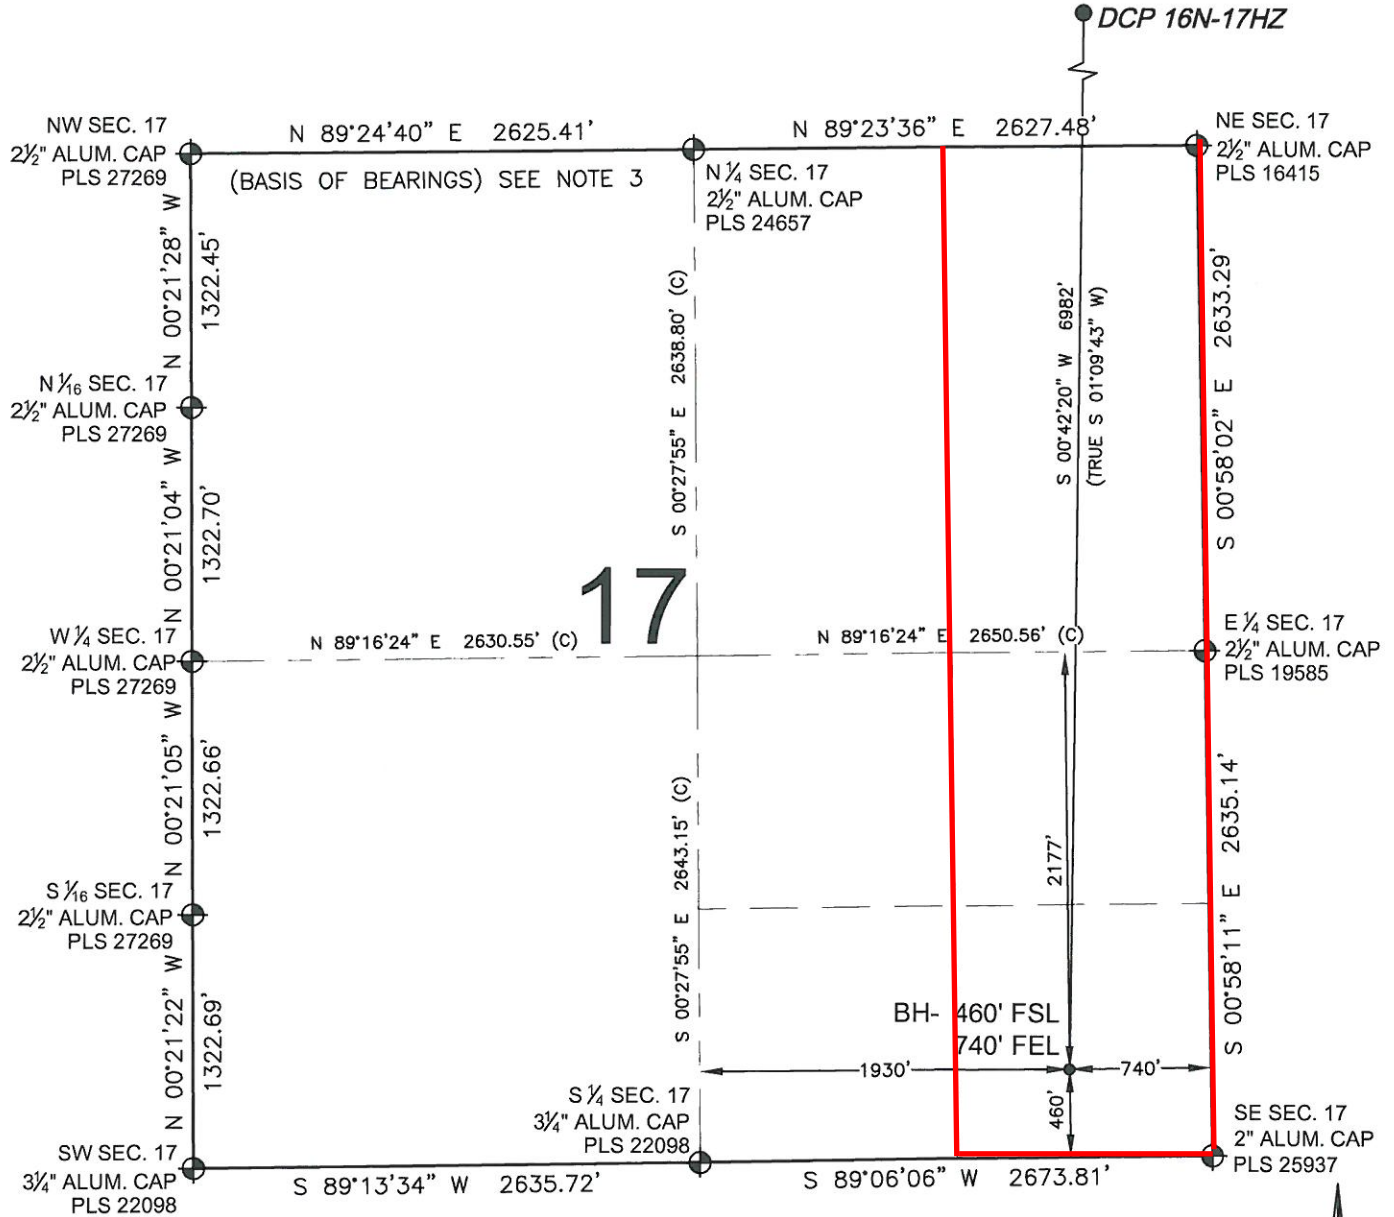 DCP 16N-17HZ
NW SEC. 17
2½" ALUM. CAP
PLS 27269
N 89°24'40" E 2625.41'
(BASIS OF BEARINGS) SEE NOTE 3
N 89°23'36" E 2627.48'
N ¼ SEC. 17
2½" ALUM. CAP
PLS 24657
NE SEC. 17
2½" ALUM. CAP
PLS 16415
N 00°21'28" W
1322.45'
S 00°27'55" E 2638.80' (C)
S 00°42'20" W 6982'
(TRUE S 01°09'43" W)
S 00°58'02" E 2633.29'
N 1⁄16 SEC. 17
2½" ALUM. CAP
PLS 27269
N 00°21'04" W
1322.70'
17
W ¼ SEC. 17
2½" ALUM. CAP
PLS 27269
N 89°16'24" E 2630.55' (C)
N 89°16'24" E 2650.56' (C)
E ¼ SEC. 17
2½" ALUM. CAP
PLS 19585
N 00°21'05" W
1322.66'
S 00°27'55" E 2643.15' (C)
2177'
S 00°58'11" E 2635.14'
S 1⁄16 SEC. 17
2½" ALUM. CAP
PLS 27269
N 00°21'22" W
1322.69'
BH- 460' FSL
740' FEL
1930'
740'
460'
S ¼ SEC. 17
3¼" ALUM. CAP
PLS 22098
SW SEC. 17
3¼" ALUM. CAP
PLS 22098
S 89°13'34" W 2635.72'
S 89°06'06" W 2673.81'
SE SEC. 17
2" ALUM. CAP
PLS 25937